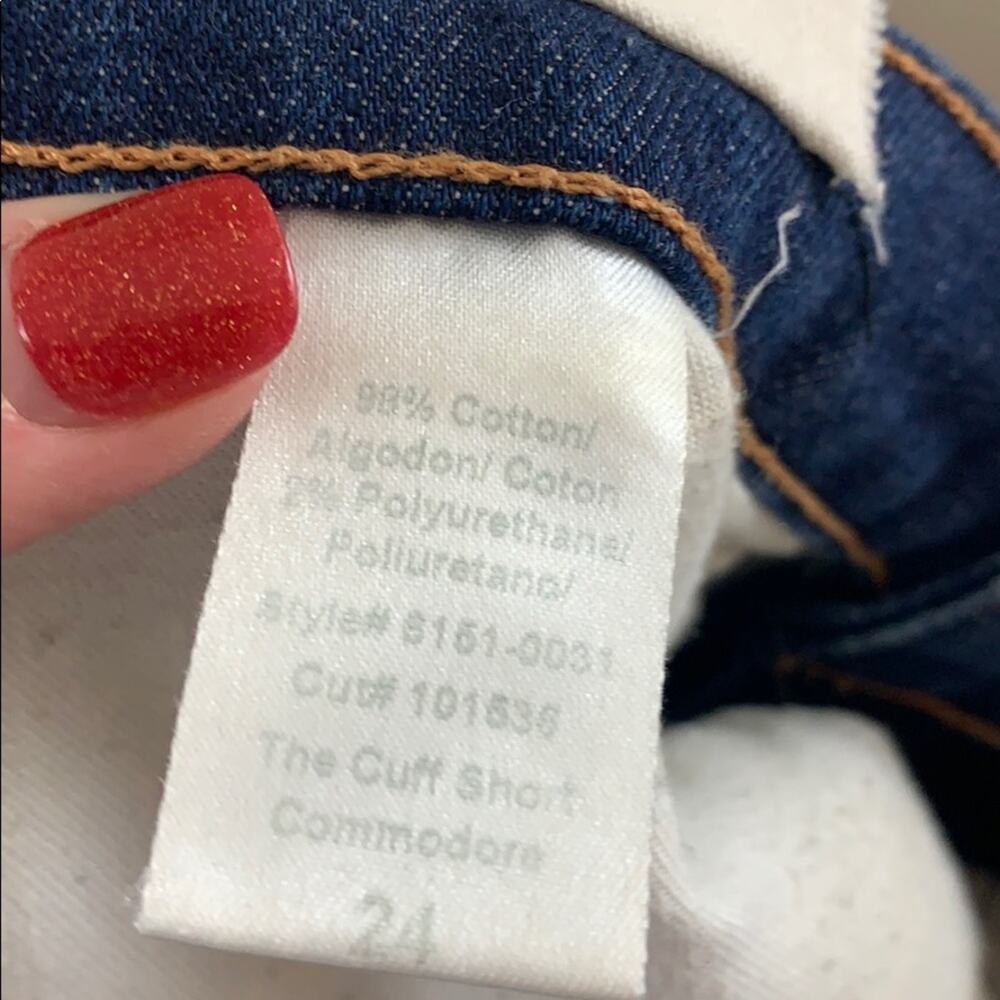 98% Cotton/
Algodon/ Coton
2% Polyurethane/
Poliuretano/
Style# 6151-0031
Cut# 101636
The Cuff Short
Commodore
24